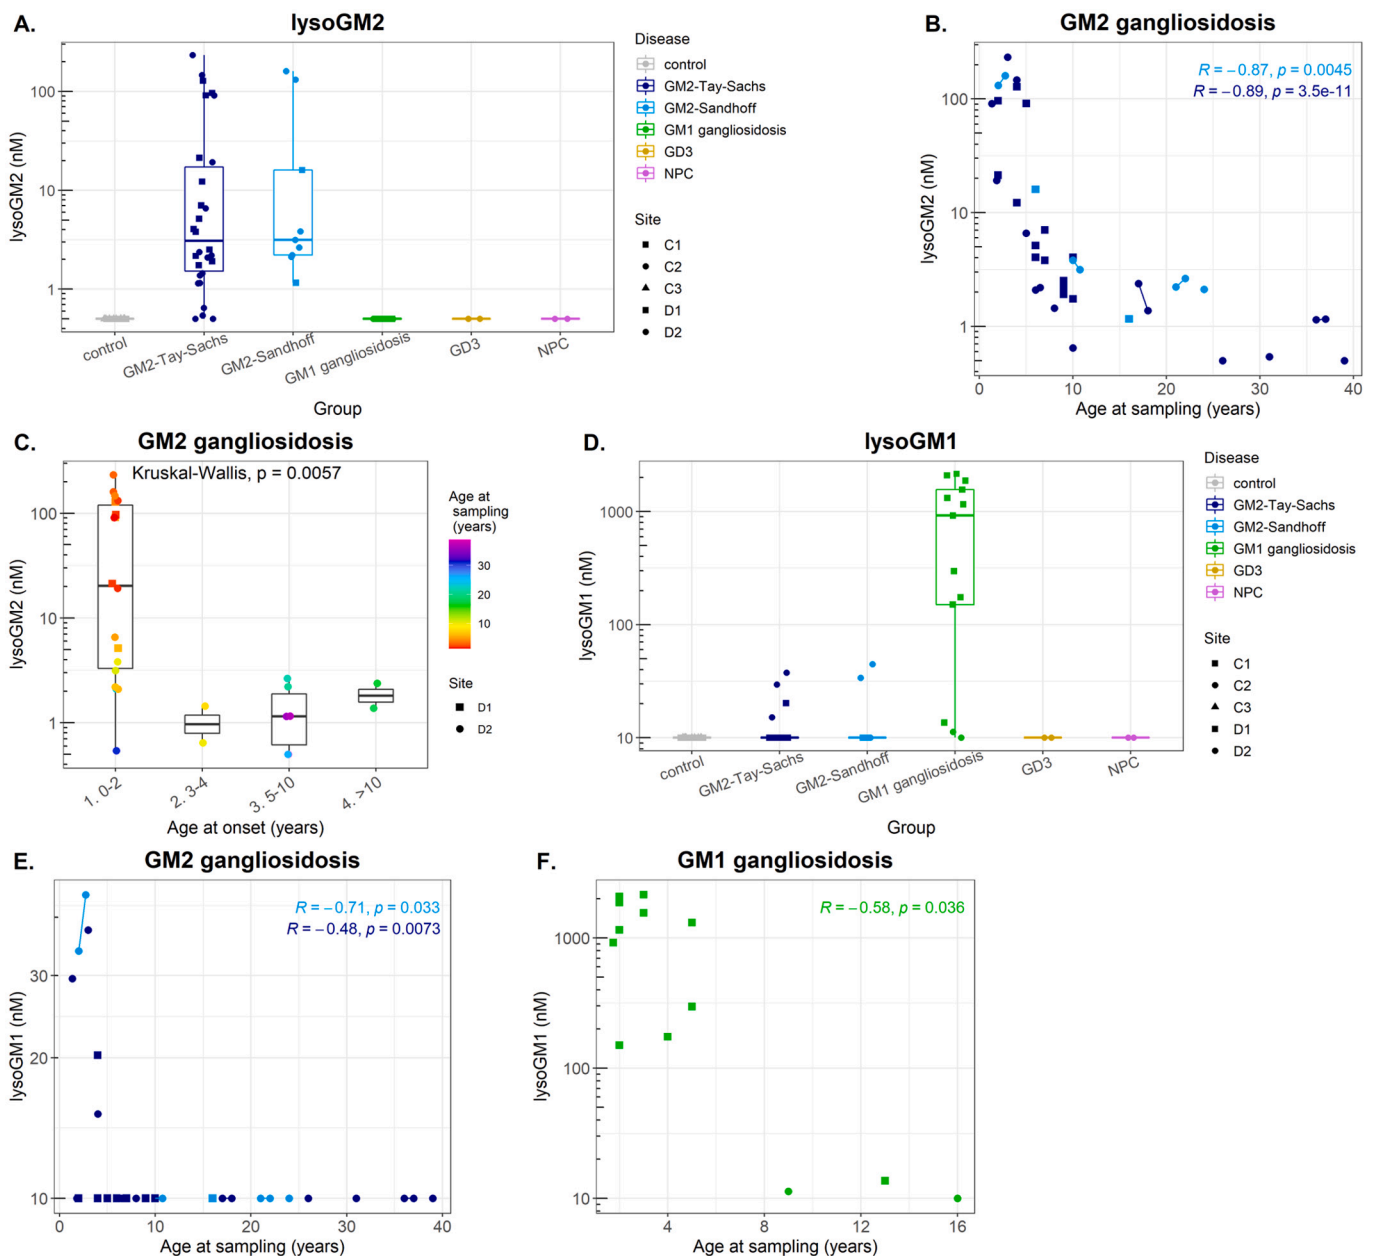 A.
lysoGM2
lysoGM2 (nM)
100
10
1
control
GM2-Tay-Sachs
GM2-Sandhoff
GM1 gangliosidosis
GD3
NPC
Group
Disease
control
GM2-Tay-Sachs
GM2-Sandhoff
GM1 gangliosidosis
GD3
NPC
Site
C1
C2
C3
D1
D2
B.
GM2 gangliosidosis
R = −0.87, p = 0.0045
R = −0.89, p = 3.5e-11
lysoGM2 (nM)
100
10
1
0 10 20 30 40
Age at sampling (years)
C.
GM2 gangliosidosis
Kruskal-Wallis, p = 0.0057
lysoGM2 (nM)
100
10
1
1. 0-2
2. 3-4
3. 5-10
4. >10
Age at onset (years)
Age at
sampling
(years)
30
20
10
Site
D1
D2
D.
lysoGM1
lysoGM1 (nM)
1000
100
10
control
GM2-Tay-Sachs
GM2-Sandhoff
GM1 gangliosidosis
GD3
NPC
Group
Disease
control
GM2-Tay-Sachs
GM2-Sandhoff
GM1 gangliosidosis
GD3
NPC
Site
C1
C2
C3
D1
D2
E.
GM2 gangliosidosis
R = −0.71, p = 0.033
R = −0.48, p = 0.0073
lysoGM1 (nM)
30
20
10
0 10 20 30 40
Age at sampling (years)
F.
GM1 gangliosidosis
R = −0.58, p = 0.036
lysoGM1 (nM)
1000
100
10
4 8 12 16
Age at sampling (years)